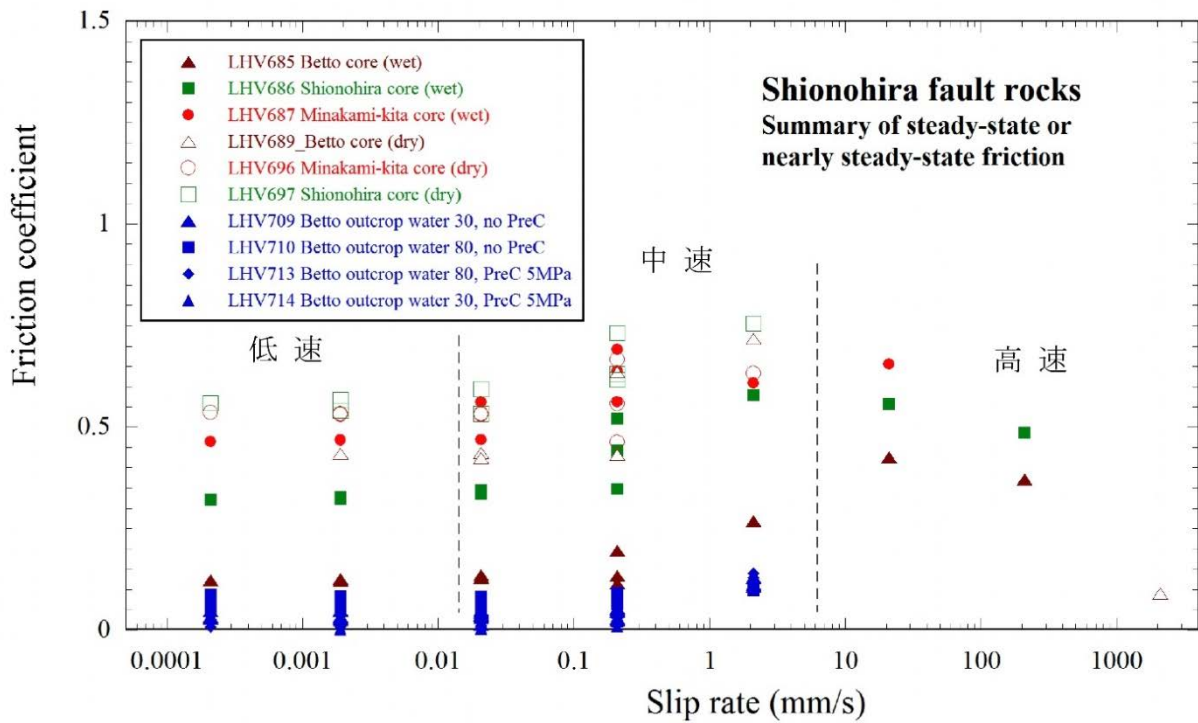 1.5
LHV685 Betto core (wet)
LHV686 Shionohira core (wet)
LHV687 Minakami-kita core (wet)
LHV689_Betto core (dry)
LHV696 Minakami-kita core (dry)
LHV697 Shionohira core (dry)
LHV709 Betto outcrop water 30, no PreC
LHV710 Betto outcrop water 80, no PreC
LHV713 Betto outcrop water 80, PreC 5MPa
LHV714 Betto outcrop water 30, PreC 5MPa
Shionohira fault rocks
Summary of steady-state or
nearly steady-state friction
Friction coefficient
1
中 速
低 速
高 速
0.5
0
0.0001 0.001 0.01 0.1 1 10 100 1000
Slip rate (mm/s)